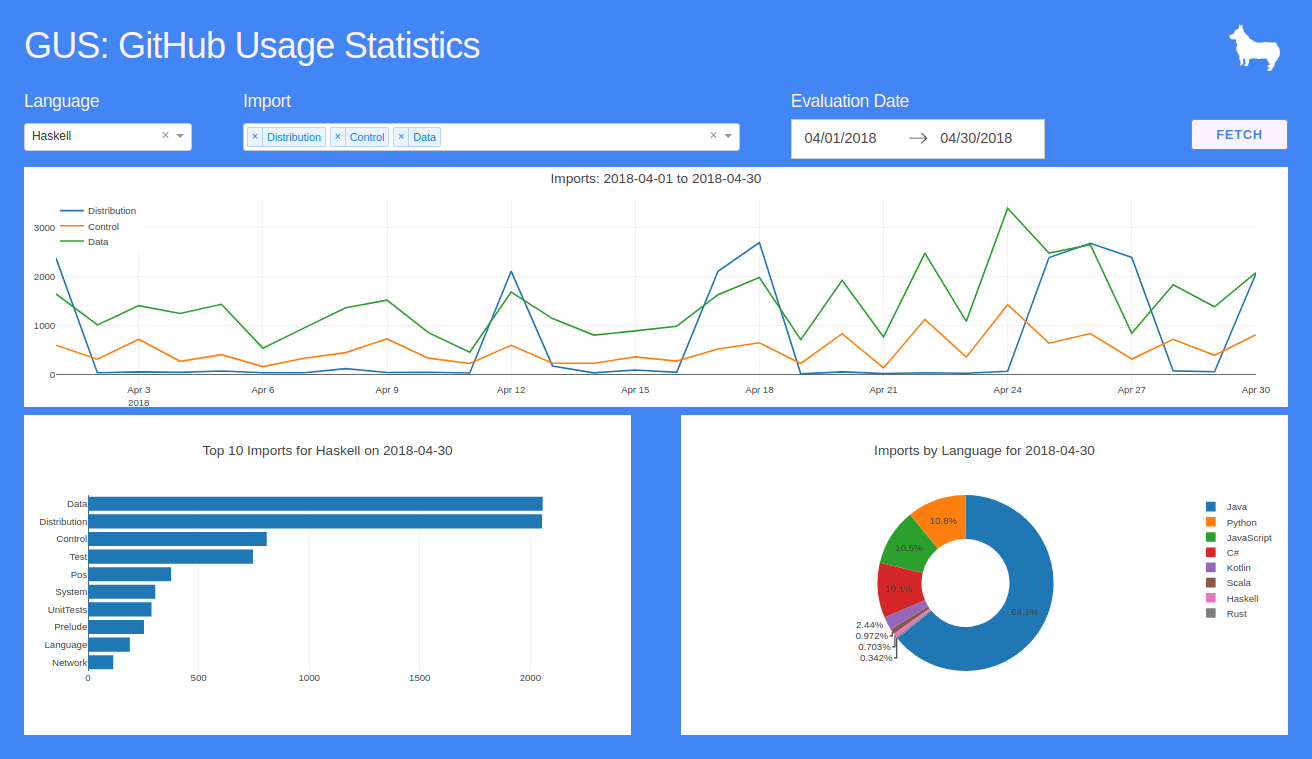 GUS: GitHub Usage Statistics
Language
Import
Evaluation Date
Haskell × 
× Distribution × Control × Data ×
04/01/2018 → 04/30/2018
FETCH
Imports: 2018-04-01 to 2018-04-30
Distribution
Control
Data
3000
2000
1000
0
Apr 3 Apr 6 Apr 9 Apr 12 Apr 15 Apr 18 Apr 21 Apr 24 Apr 27 Apr 30
2018
Top 10 Imports for Haskell on 2018-04-30
Data
Distribution
Control
Test
Pos
System
UnitTests
Prelude
Language
Network
0 500 1000 1500 2000
Imports by Language for 2018-04-30
10.8%
10.5%
10.1%
64.1%
2.44%
0.972%
0.703%
0.342%
Java
Python
JavaScript
C#
Kotlin
Scala
Haskell
Rust